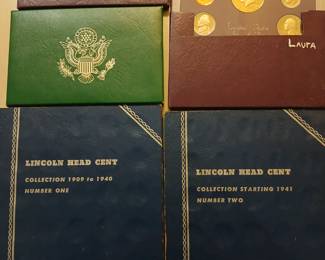 Laura
LINCOLN HEAD CENT
COLLECTION 1909 to 1940
NUMBER ONE
LINCOLN HEAD CENT
COLLECTION STARTING 1941
NUMBER TWO